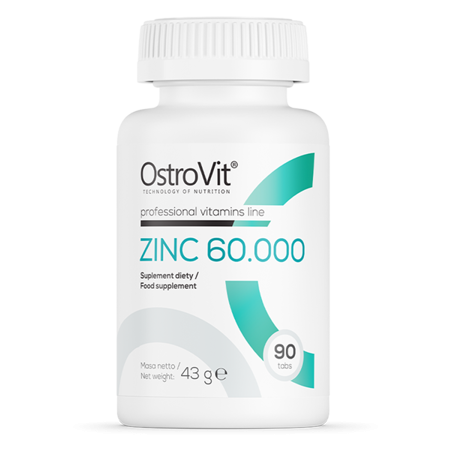 OstroVit®
TECHNOLOGY OF NUTRITION
professional vitamins line
ZINC 60.000
Suplement diety /
Food supplement
90
tabs
Masa netto /
Net weight: 43 g ℮